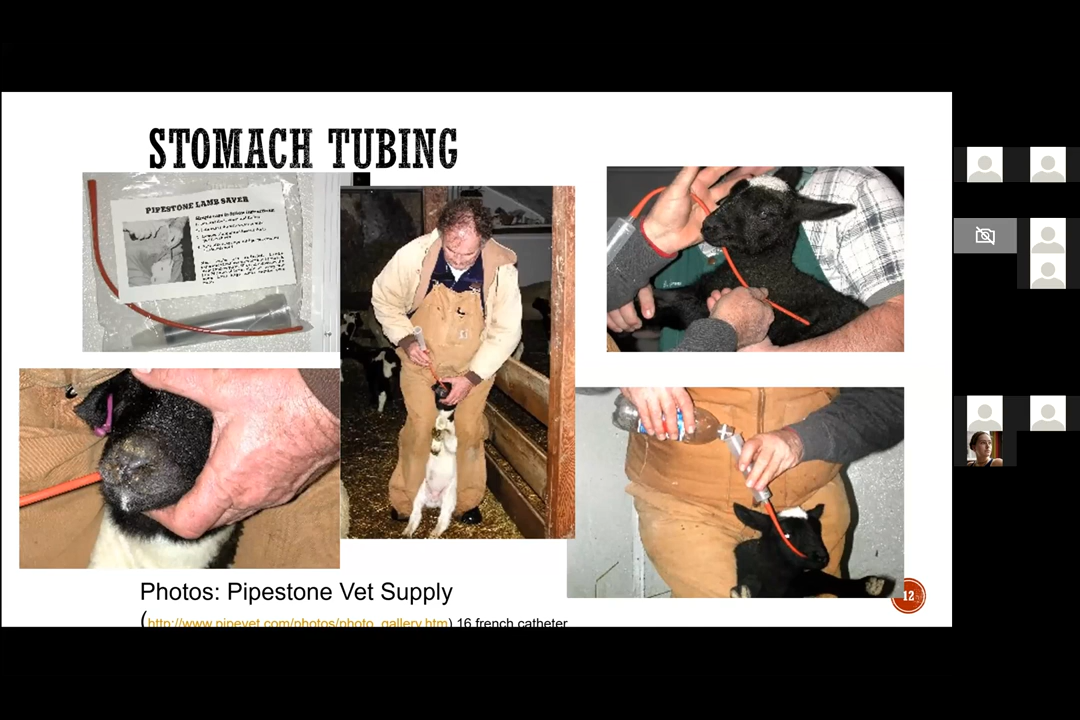 STOMACH TUBING
PIPESTONE LAMB SAVER
Photos: Pipestone Vet Supply
(http://www.pipevet.com/photos/photo_gallery.htm) 16 french catheter
12